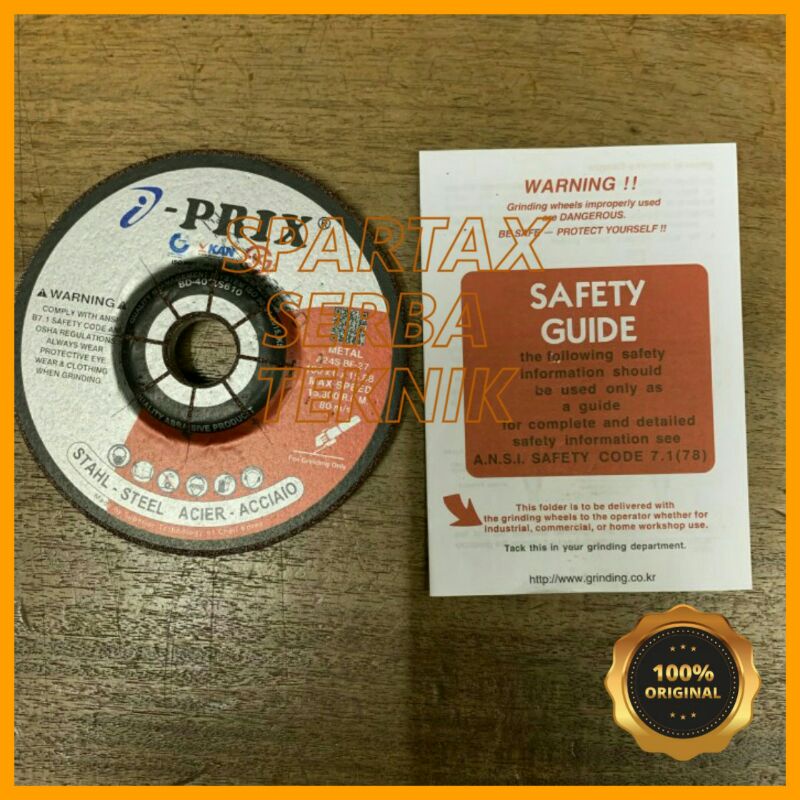 i-PRIX®
KAN
WARNING
COMPLY WITH ANSI
B7.1 SAFETY CODE AND
OSHA REGULATIONS
ALWAYS WEAR
PROTECTIVE EYE
WEAR & CLOTHING
WHEN GRINDING.
METAL
MAX-SPEED
80 m/s
For Grinding Only
STAHL - STEEL ACIER - ACCIAIO
SPARTAX
SERBA
TEKNIK
WARNING !!
Grinding wheels improperly used
are DANGEROUS.
BE SAFE — PROTECT YOURSELF !!
SAFETY
GUIDE
the following safety
information should
be used only as
a guide
for complete and detailed
safety information see
A.N.S.I. SAFETY CODE 7.1(78)
This folder is to be delivered with
the grinding wheels to the operator whether for
industrial, commercial, or home workshop use.
Tack this in your grinding department.
http://www.grinding.co.kr
100%
ORIGINAL